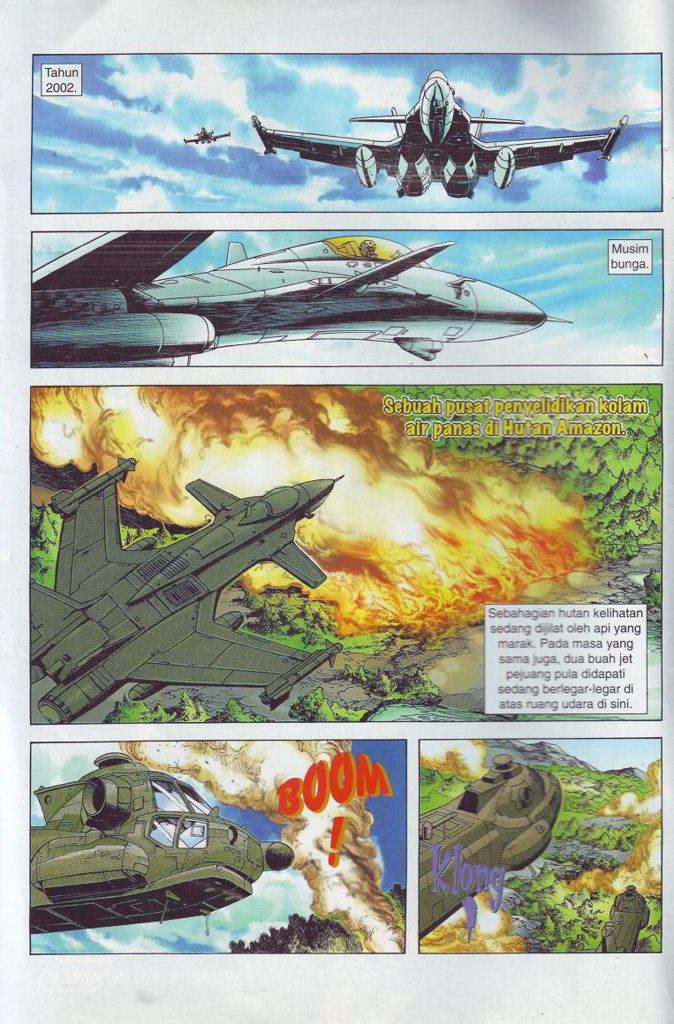 Tahun
2002.
Musim
bunga.
Sebuah pusat penyelidikan kolam
air panas di Hutan Amazon.
Sebahagian hutan kelihatan
sedang dijilat oleh api yang
marak. Pada masa yang
sama juga, dua buah jet
pejuang pula didapati
sedang berlegar-legar di
atas ruang udara di sini.
BOOM
!
Klong
!